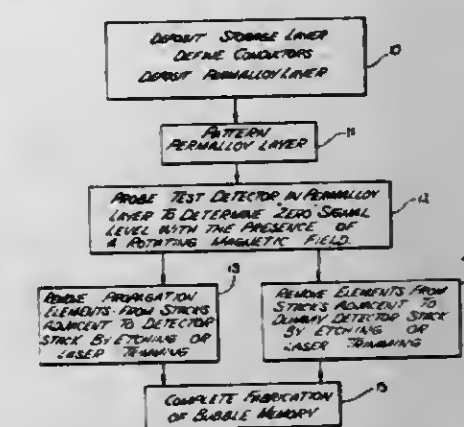 DEPOSIT STORAGE LAYER
DEFINE CONDUCTORS
DEPOSIT PERMALLOY LAYER
10
PATTERN
PERMALLOY LAYER
11
PROBE TEST DETECTOR IN PERMALLOY
LAYER TO DETERMINE ZERO SIGNAL
LEVEL WITH THE PRESENCE OF
A ROTATING MAGNETIC FIELD.
12
REMOVE PROPAGATION
ELEMENTS FROM STACKS
ADJACENT TO DETECTOR
STACK BY ETCHING OR
LASER TRIMMING
13
REMOVE ELEMENTS FROM
STACKS ADJACENT TO
DUMMY DETECTOR STACK
BY ETCHING OR
LASER TRIMMING
COMPLETE FABRICATION
OF BUBBLE MEMORY
15